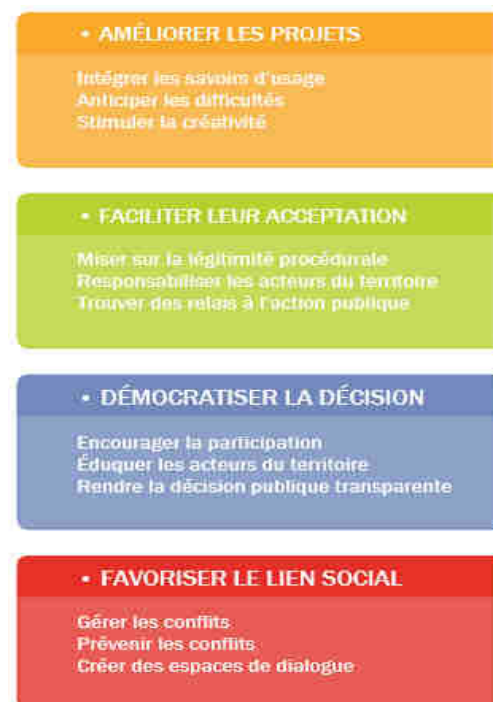 • AMÉLIORER LES PROJETS
Intégrer les savoirs d'usage
Anticiper les difficultés
Stimuler la créativité
• FACILITER LEUR ACCEPTATION
Miser sur la légitimité procédurale
Responsabiliser les acteurs du territoire
Trouver des relais à l'action publique
• DÉMOCRATISER LA DÉCISION
Encourager la participation
Éduquer les acteurs du territoire
Rendre la décision publique transparente
• FAVORISER LE LIEN SOCIAL
Gérer les conflits
Prévenir les conflits
Créer des espaces de dialogue